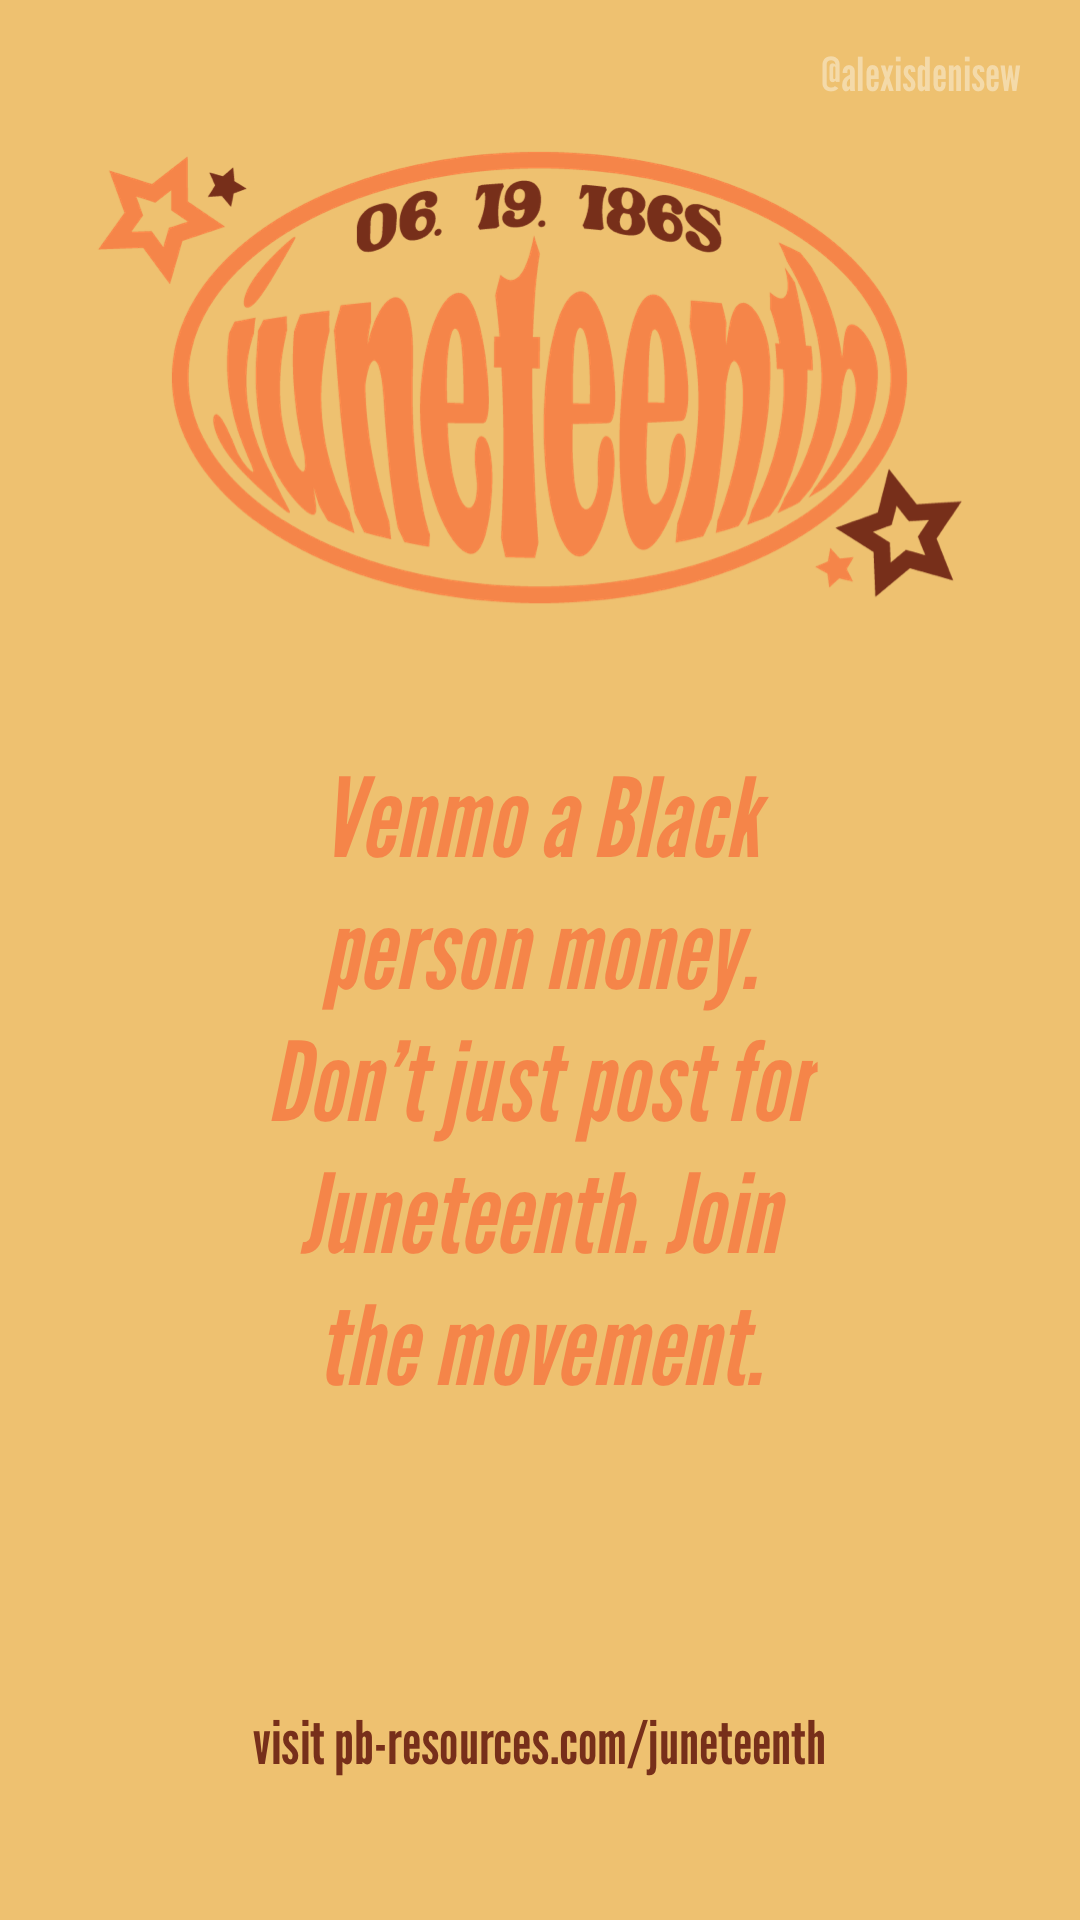 @alexisdenisew
06. 19. 1865
juneteenth
Venmo a Black
person money.
Don’t just post for
Juneteenth. Join
the movement.
visit pb-resources.com/juneteenth